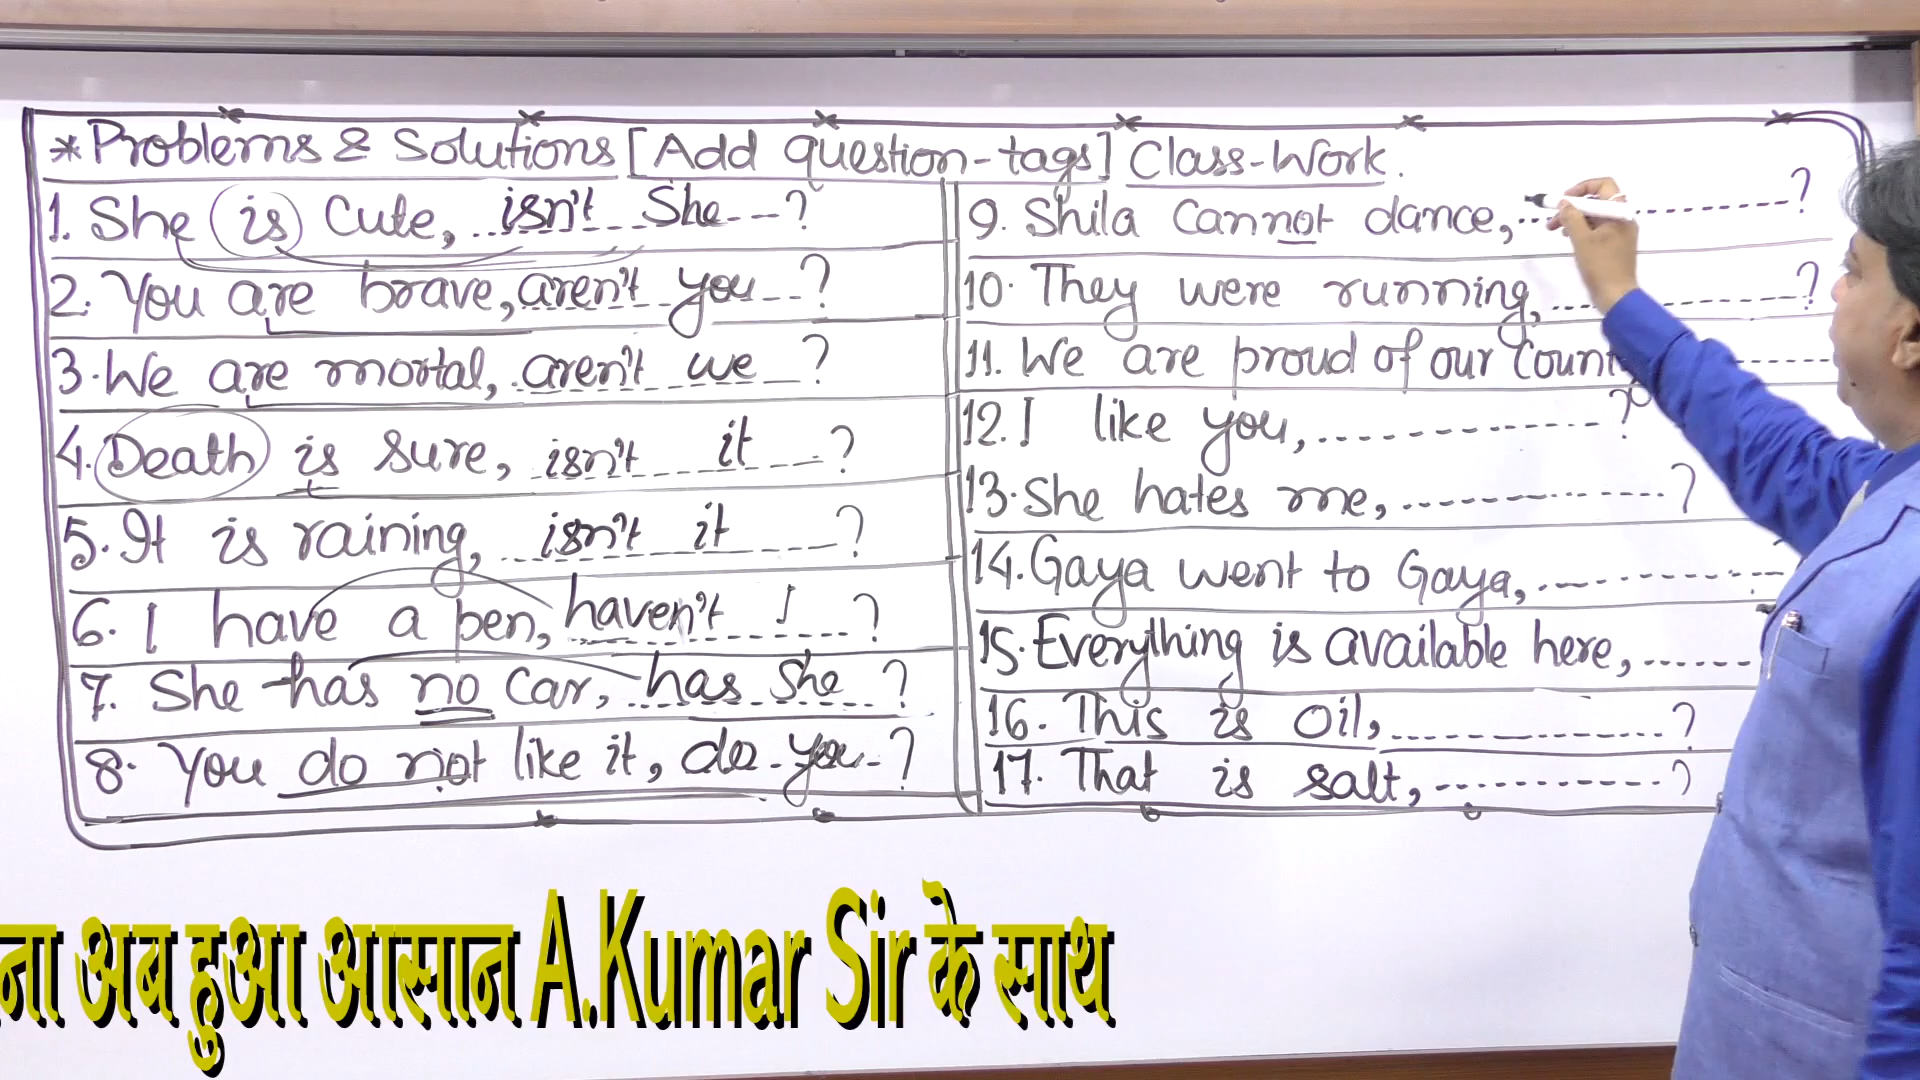 *Problems & Solutions [Add question-tags] Class-Work.
1. She is Cute, isn't She ?
2. You are brave, aren't you ?
3. We are mortal, aren't we ?
4. Death is sure, isn't it ?
5. It is raining, isn't it ?
6. I have a pen, haven't I ?
7. She has no car, has she ?
8. You do not like it, do you ?
9. Shila cannot dance, ............ ?
10. They were running, ............ ?
11. We are proud of our
12. I like you, ............ ?
13. She hates me, ............ ?
14. Gaya went to Gaya, ............
15. Everything is available here, ......
16. This is Oil, ............ ?
17. That is salt, ............ ?
अब हुआ आसान A.Kumar Sir के साथ